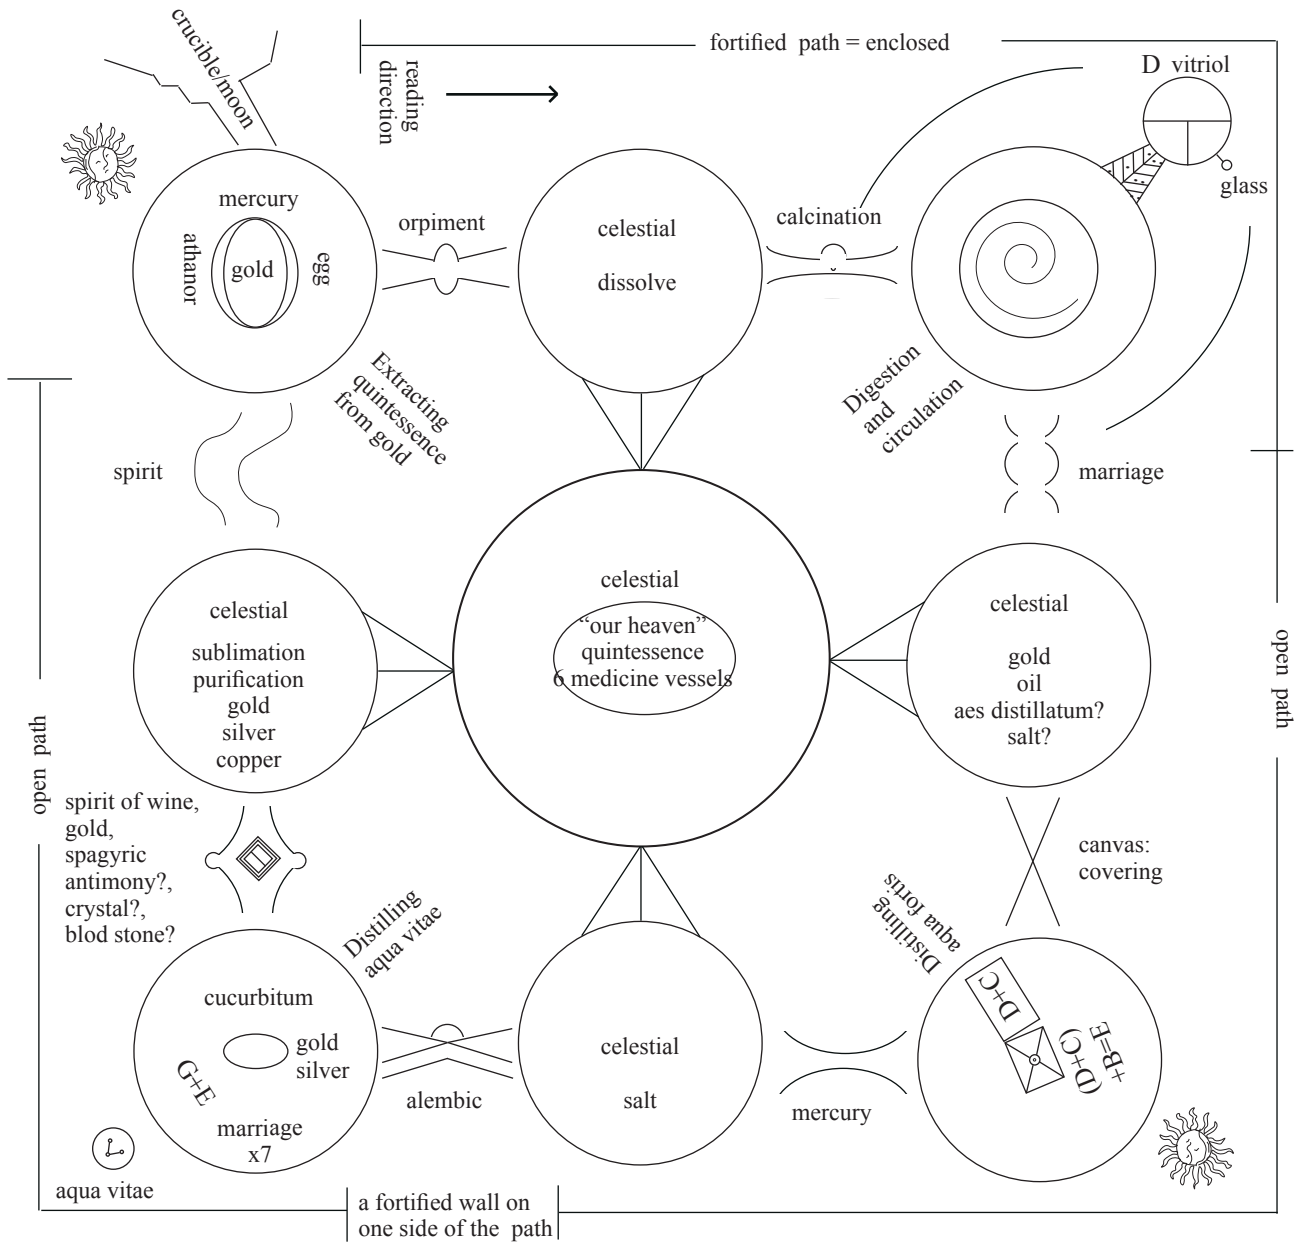 crucible/moon
fortified path = enclosed
D vitriol
reading
direction
glass
mercury
athanor
gold
egg
orpiment
celestial
dissolve
calcination
Extracting
quintessence
from gold
Digestion
and
circulation
spirit
marriage
celestial
sublimation
purification
gold
silver
copper
celestial
"our heaven"
quintessence
6 medicine vessels
celestial
gold
oil
aes distillatum?
salt?
open path
open path
spirit of wine,
gold,
spagyric
antimony?,
crystal?,
blod stone?
canvas:
covering
Distilling
aqua vitae
Distilling
aqua fortis
cucurbitum
gold
silver
G+E
marriage
x7
alembic
celestial
salt
mercury
D+C
(D+C)
+B=E
aqua vitae
a fortified wall on
one side of the path